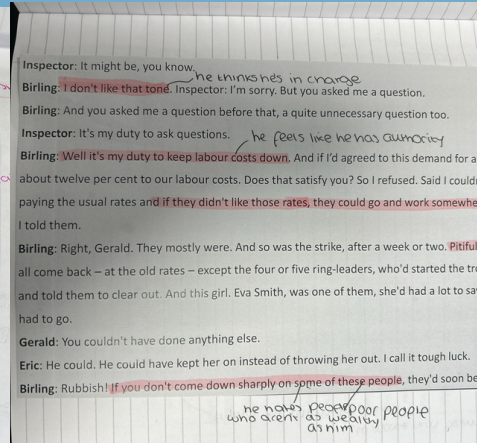 Inspector: It might be, you know.
he thinks hes in charge
Birling: I don't like that tone. Inspector: I'm sorry. But you asked me a question.
Birling: And you asked me a question before that, a quite unnecessary question too.
Inspector: It's my duty to ask questions.
he feels like he has authority
Birling: Well it's my duty to keep labour costs down. And if I'd agreed to this demand for a
about twelve per cent to our labour costs. Does that satisfy you? So I refused. Said I could
paying the usual rates and if they didn't like those rates, they could go and work somewhe
I told them.
Birling: Right, Gerald. They mostly were. And so was the strike, after a week or two. Pitiful
all come back – at the old rates – except the four or five ring-leaders, who'd started the tr
and told them to clear out. And this girl. Eva Smith, was one of them, she'd had a lot to sa
had to go.
Gerald: You couldn't have done anything else.
Eric: He could. He could have kept her on instead of throwing her out. I call it tough luck.
Birling: Rubbish! If you don't come down sharply on some of these people, they'd soon be
he hates people poor people
who arent as wealthy
as him